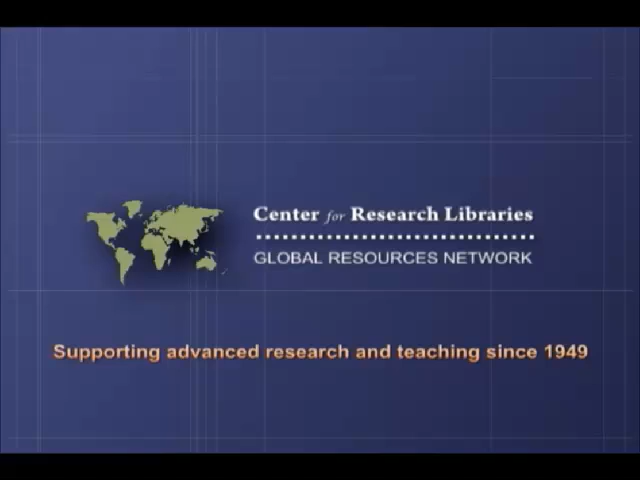 Center for Research Libraries
GLOBAL RESOURCES NETWORK
Supporting advanced research and teaching since 1949